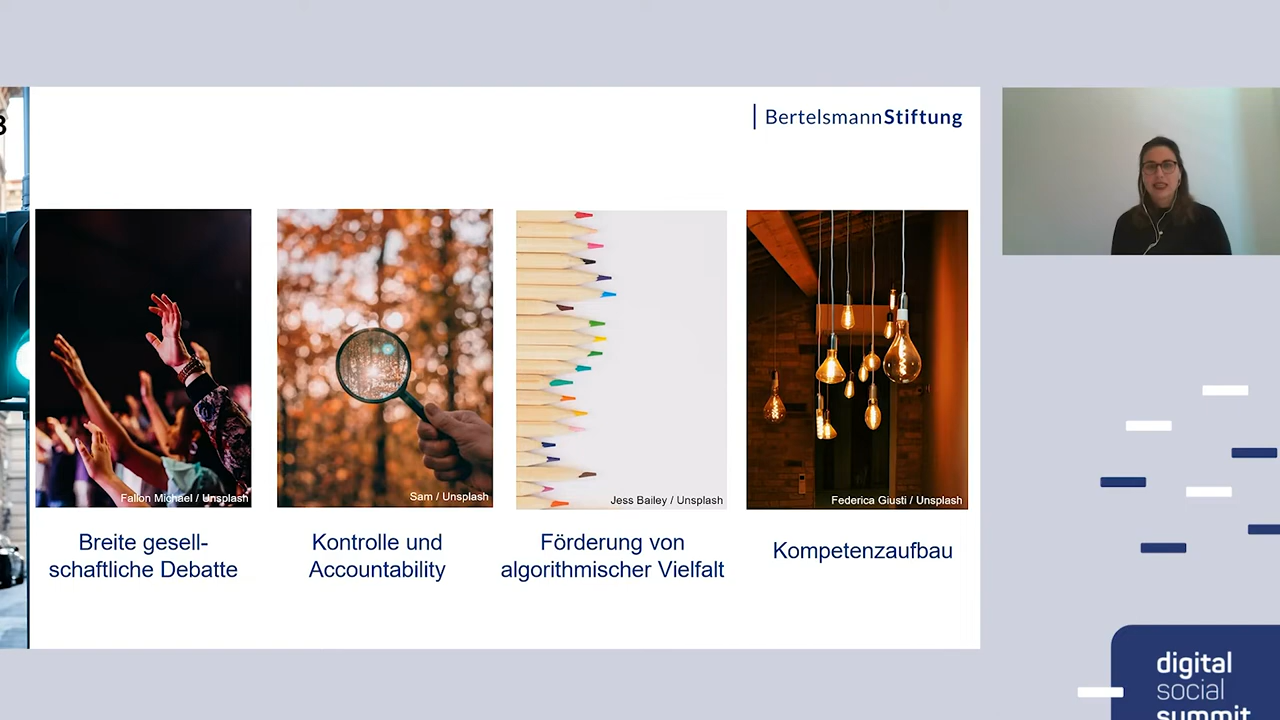 BertelsmannStiftung
Fallon Michael / Unsplash
Sam / Unsplash
Jess Bailey / Unsplash
Federica Giusti / Unsplash
Breite gesell-
schaftliche Debatte
Kontrolle und
Accountability
Förderung von
algorithmischer Vielfalt
Kompetenzaufbau
digital
social
summit